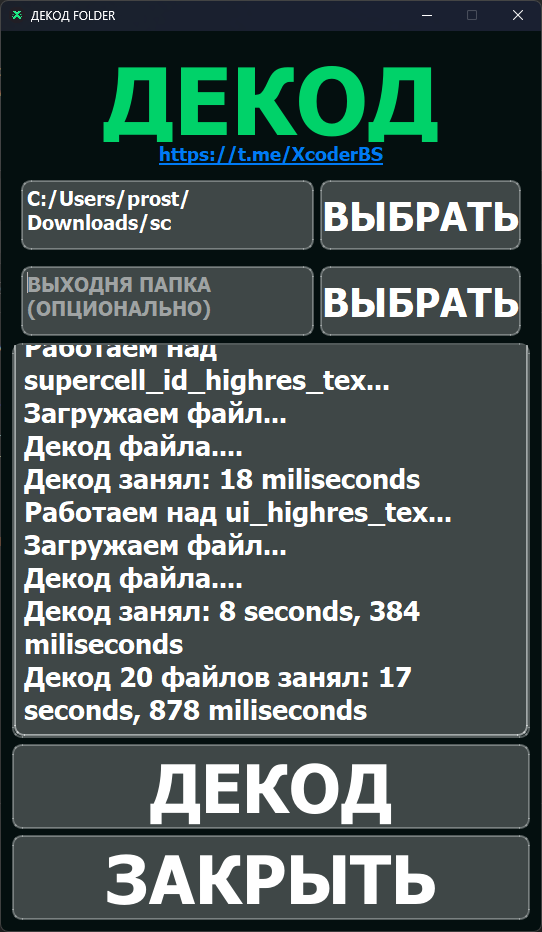 ДЕКОД FOLDER
ДЕКОД
https://t.me/XcoderBS
C:/Users/prost/
Downloads/sc
ВЫБРАТЬ
ВЫХОДНЯ ПАПКА
(ОПЦИОНАЛЬНО)
ВЫБРАТЬ
Работаем над
supercell_id_highres_tex...
Загружаем файл...
Декод файла....
Декод занял: 18 miliseconds
Работаем над ui_highres_tex...
Загружаем файл...
Декод файла....
Декод занял: 8 seconds, 384
miliseconds
Декод 20 файлов занял: 17
seconds, 878 miliseconds
ДЕКОД
ЗАКРЫТЬ